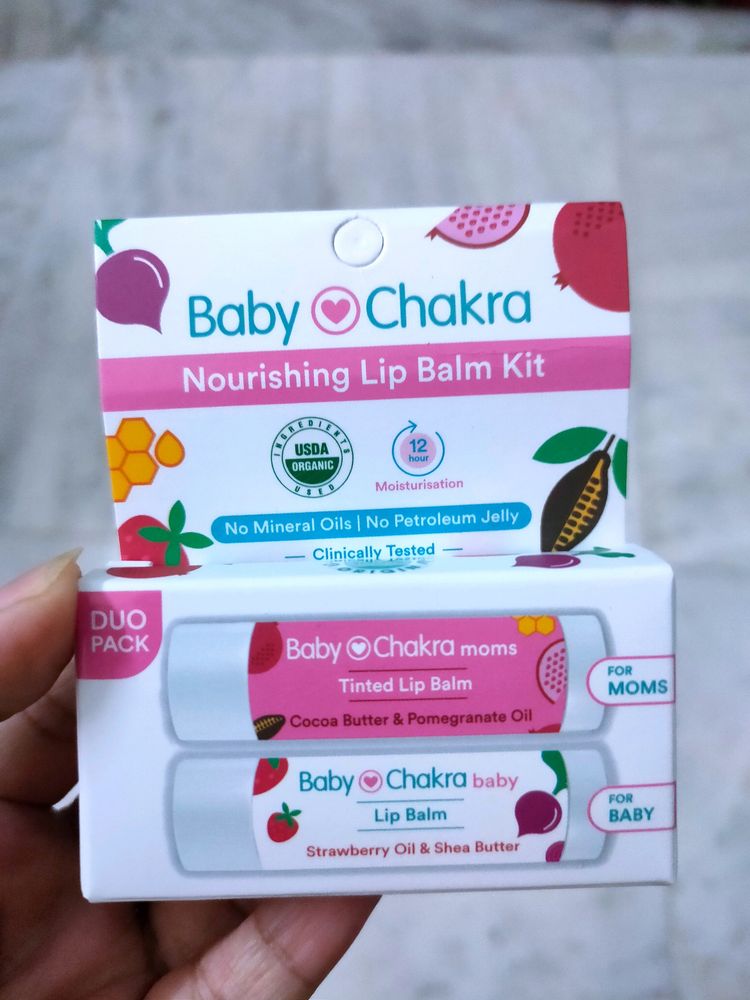 Baby Chakra
Nourishing Lip Balm Kit
INGREDIENTS
USDA
ORGANIC
USED
12
hour
Moisturisation
No Mineral Oils | No Petroleum Jelly
Clinically Tested
DUO
PACK
Baby Chakra moms
Tinted Lip Balm
Cocoa Butter & Pomegranate Oil
FOR
MOMS
Baby Chakra baby
Lip Balm
Strawberry Oil & Shea Butter
FOR
BABY